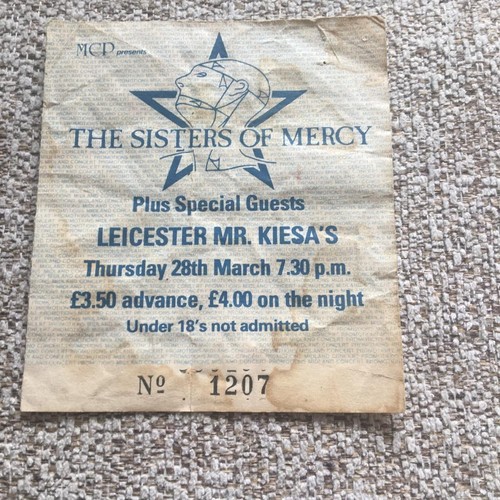 MCP presents
THE SISTERS OF MERCY
Plus Special Guests
LEICESTER MR. KIESA'S
Thursday 28th March 7.30 p.m.
£3.50 advance, £4.00 on the night
Under 18's not admitted
Nº 1207